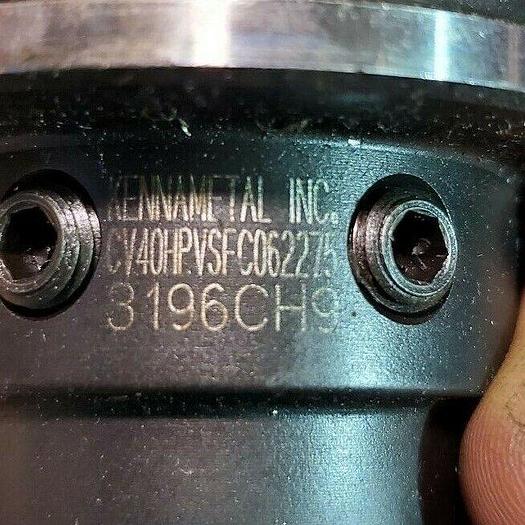 KENNAMETAL INC.
CV40HPVSFC062275
3196CH9